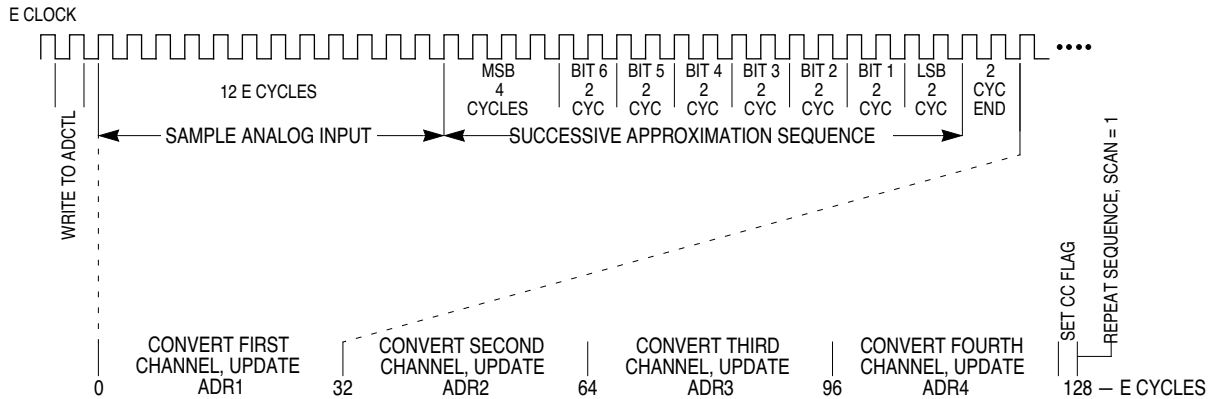 E CLOCK
12 E CYCLES
MSB
4
CYCLES
BIT 6
2
CYC
BIT 5
2
CYC
BIT 4
2
CYC
BIT 3
2
CYC
BIT 2
2
CYC
BIT 1
2
CYC
LSB
2
CYC
2
CYC
END
SAMPLE ANALOG INPUT
SUCCESSIVE APPROXIMATION SEQUENCE
WRITE TO ADCTL
CONVERT FIRST
CHANNEL, UPDATE
ADR1
CONVERT SECOND
CHANNEL, UPDATE
ADR2
CONVERT THIRD
CHANNEL, UPDATE
ADR3
CONVERT FOURTH
CHANNEL, UPDATE
ADR4
SET CC FLAG
REPEAT SEQUENCE, SCAN = 1
0
32
64
96
128 — E CYCLES